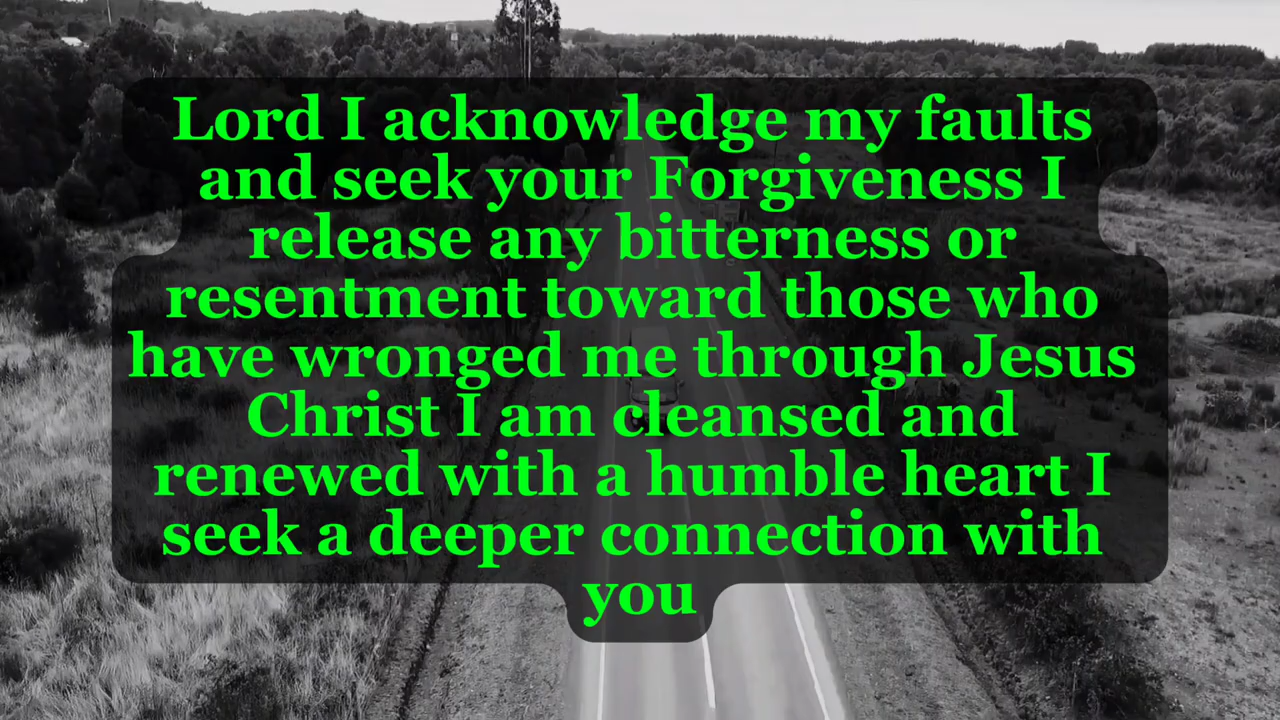 Lord I acknowledge my faults
and seek your Forgiveness I
release any bitterness or
resentment toward those who
have wronged me through Jesus
Christ I am cleansed and
renewed with a humble heart I
seek a deeper connection with
you